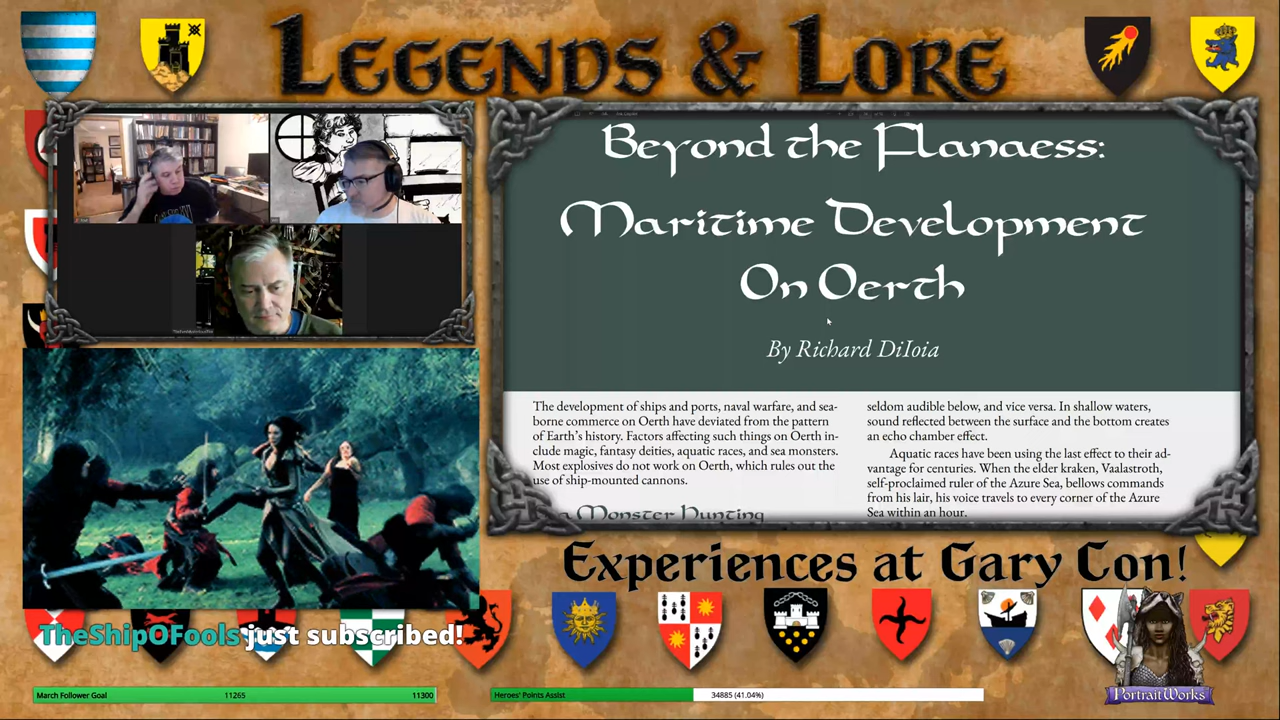 Legends & Lore
Beyond the Flanaess:
Maritime Development
On Oerth
By Richard DiIoia
The development of ships and ports, naval warfare, and sea-
borne commerce on Oerth have deviated from the pattern
of Earth's history. Factors affecting such things on Oerth in-
clude magic, fantasy deities, aquatic races, and sea monsters.
Most explosives do not work on Oerth, which rules out the
use of ship-mounted cannons.
Monster Hunting
seldom audible below, and vice versa. In shallow waters,
sound reflected between the surface and the bottom creates
an echo chamber effect.
Aquatic races have been using the last effect to their ad-
vantage for centuries. When the elder kraken, Vaalastroth,
self-proclaimed ruler of the Azure Sea, bellows commands
from his lair, his voice travels to every corner of the Azure
Sea within an hour.
Experiences at Gary Con!
TheShipOFools just subscribed!
PortraitWorks
March Follower Goal 11265 11300
Heroes' Points Assist 34885 (41.04%)